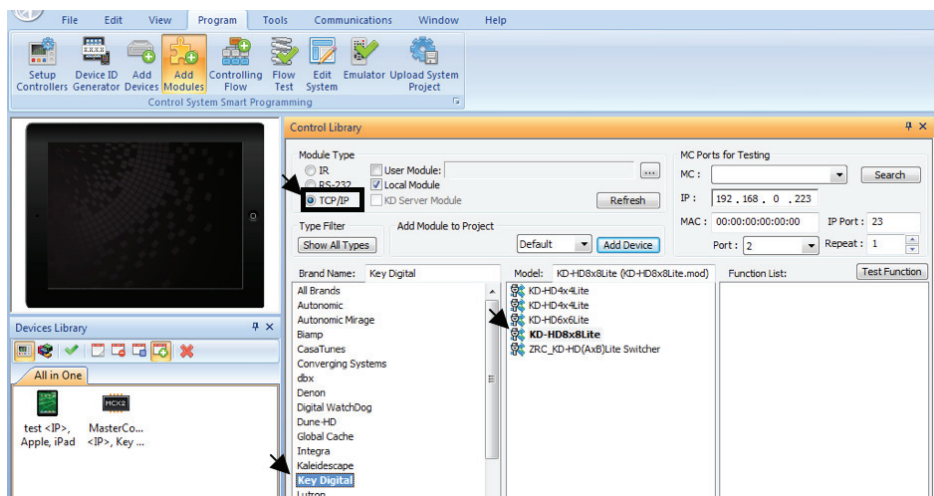 File Edit View Program Tools Communications Window Help
Setup Controllers
Device ID Generator
Add Devices
Add Modules
Controlling Flow
Flow Test
Edit System
Emulator
Upload System Project
Control System Smart Programming
Control Library
Module Type
IR
RS-232
TCP/IP
User Module: ...
Local Module
KD Server Module
Refresh
MC Ports for Testing
MC : Search
IP : 192 . 168 . 0 . 223
MAC : 00:00:00:00:00:00 IP Port : 23
Port : 2 Repeat : 1
Type Filter
Show All Types
Add Module to Project
Default Add Device
Brand Name: Key Digital
All Brands
Autonomic
Autonomic Mirage
Biamp
CasaTunes
Converging Systems
dbx
Denon
Digital WatchDog
Dune-HD
Global Cache
Integra
Kaleidescape
Key Digital
Lutron
Model: KD-HD8x8Lite (KD-HD8x8Lite.mod)
KD-HD4x4Lite
KD-HD4x4Lite
KD-HD6x6Lite
KD-HD8x8Lite
ZRC_KD-HD(AxB)Lite Switcher
Function List: Test Function
Devices Library
All in One
MCX2
test <IP>,
Apple, iPad
MasterCo...
<IP>, Key ...